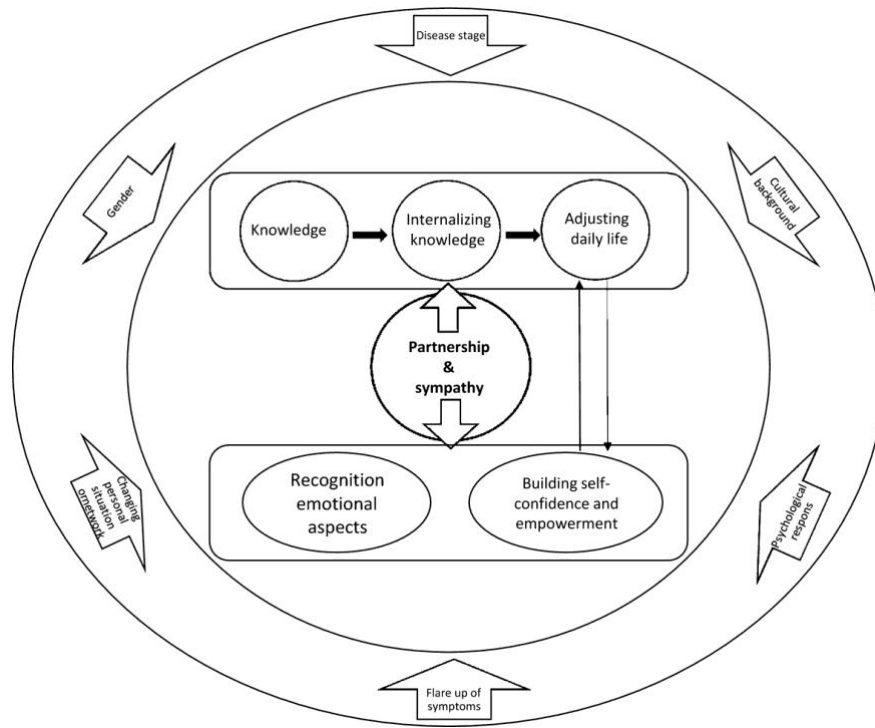 Disease stage
Gender
Cultural
background
Knowledge
Internalizing
knowledge
Adjusting
daily life
Partnership
&
sympathy
Recognition
emotional
aspects
Building self-
confidence and
empowerment
Changing
personal
situation
ornetwork
Psychological
respons
Flare up of
symptoms